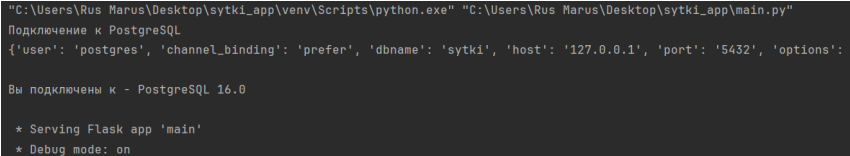 "C:\Users\Rus Marus\Desktop\sytki_app\venv\Scripts\python.exe" "C:\Users\Rus Marus\Desktop\sytki_app\main.py"
Подключение к PostgreSQL
{'user': 'postgres', 'channel_binding': 'prefer', 'dbname': 'sytki', 'host': '127.0.0.1', 'port': '5432', 'options':
Вы подключены к - PostgreSQL 16.0
* Serving Flask app 'main'
* Debug mode: on